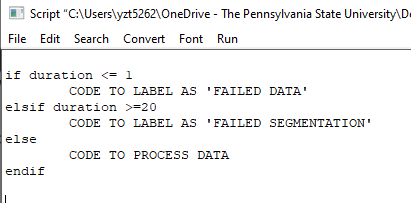 Script "C:\Users\yzt5262\OneDrive - The Pennsylvania State University\De
File Edit Search Convert Font Run
if duration <= 1
CODE TO LABEL AS 'FAILED DATA'
elsif duration >=20
CODE TO LABEL AS 'FAILED SEGMENTATION'
else
CODE TO PROCESS DATA
endif